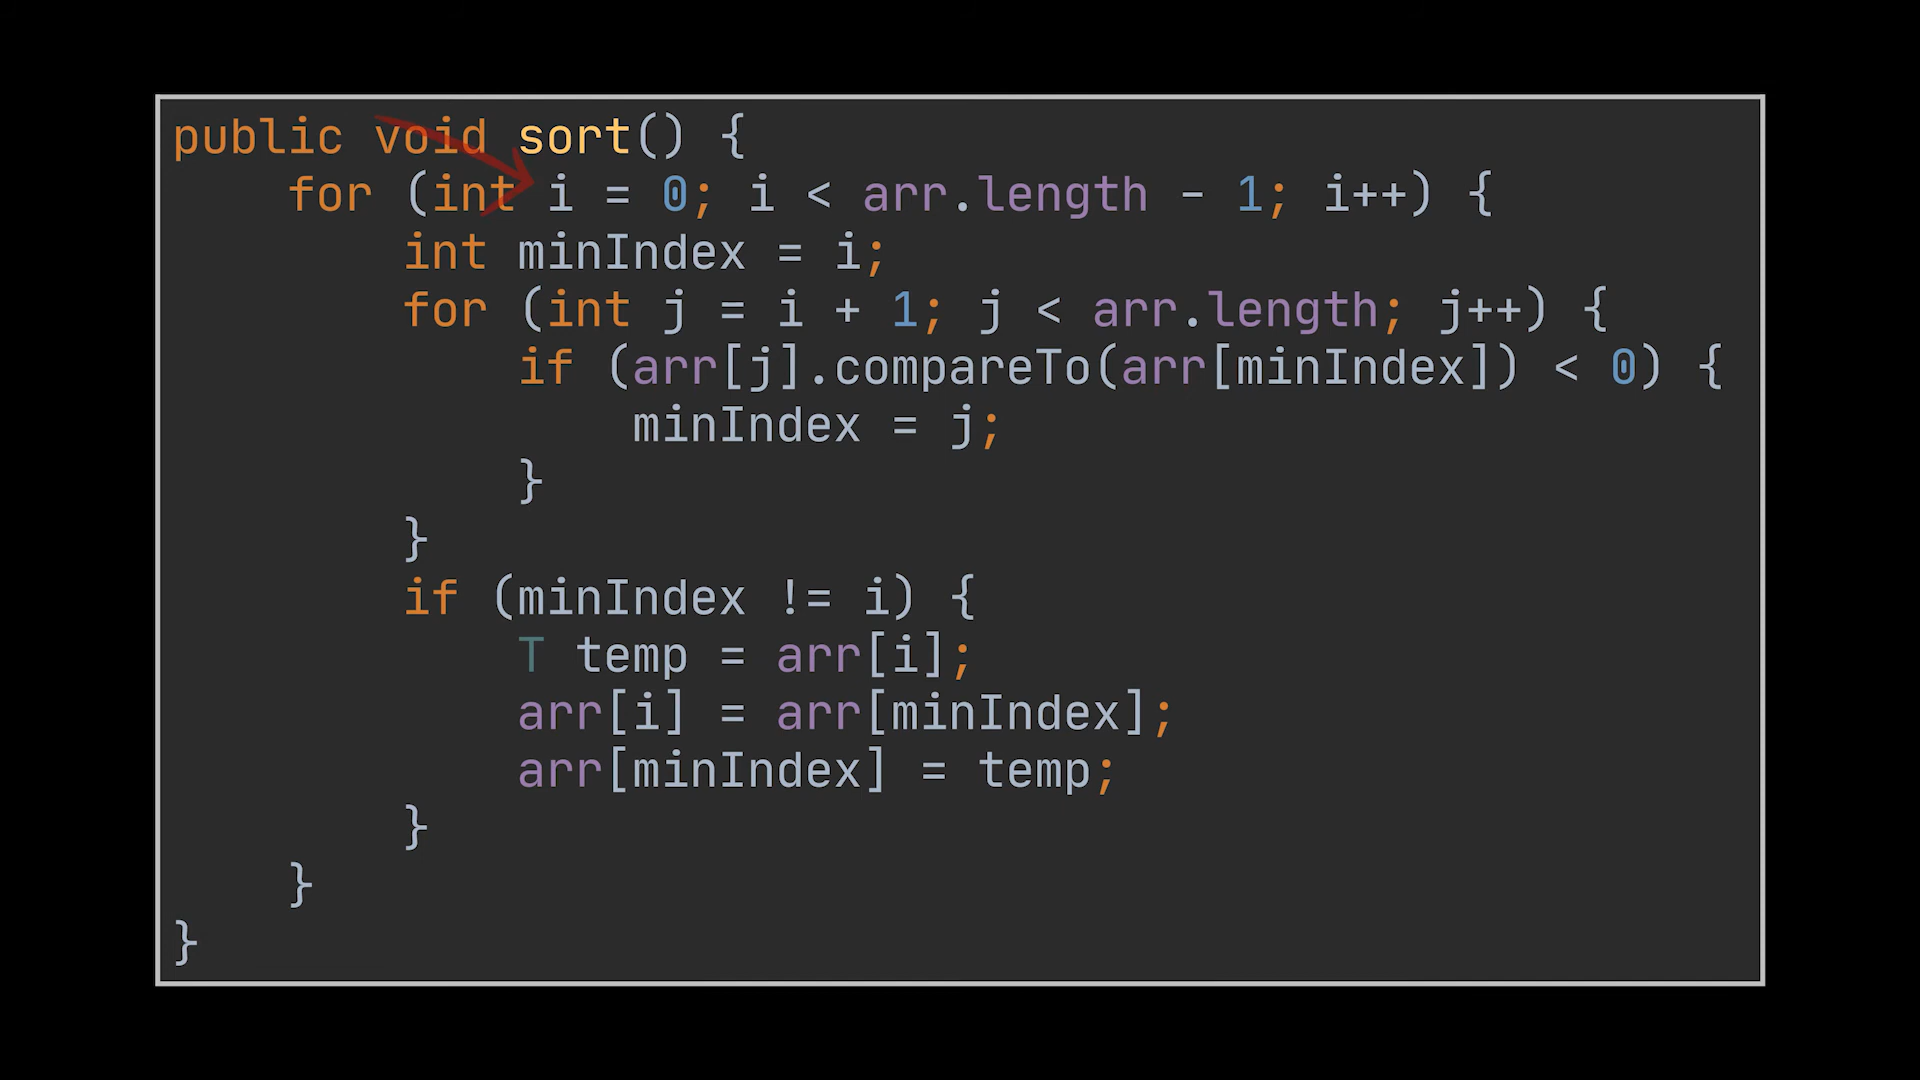 public void sort() {
    for (int i = 0; i < arr.length - 1; i++) {
        int minIndex = i;
        for (int j = i + 1; j < arr.length; j++) {
            if (arr[j].compareTo(arr[minIndex]) < 0) {
                minIndex = j;
            }
        }
        if (minIndex != i) {
            T temp = arr[i];
            arr[i] = arr[minIndex];
            arr[minIndex] = temp;
        }
    }
}